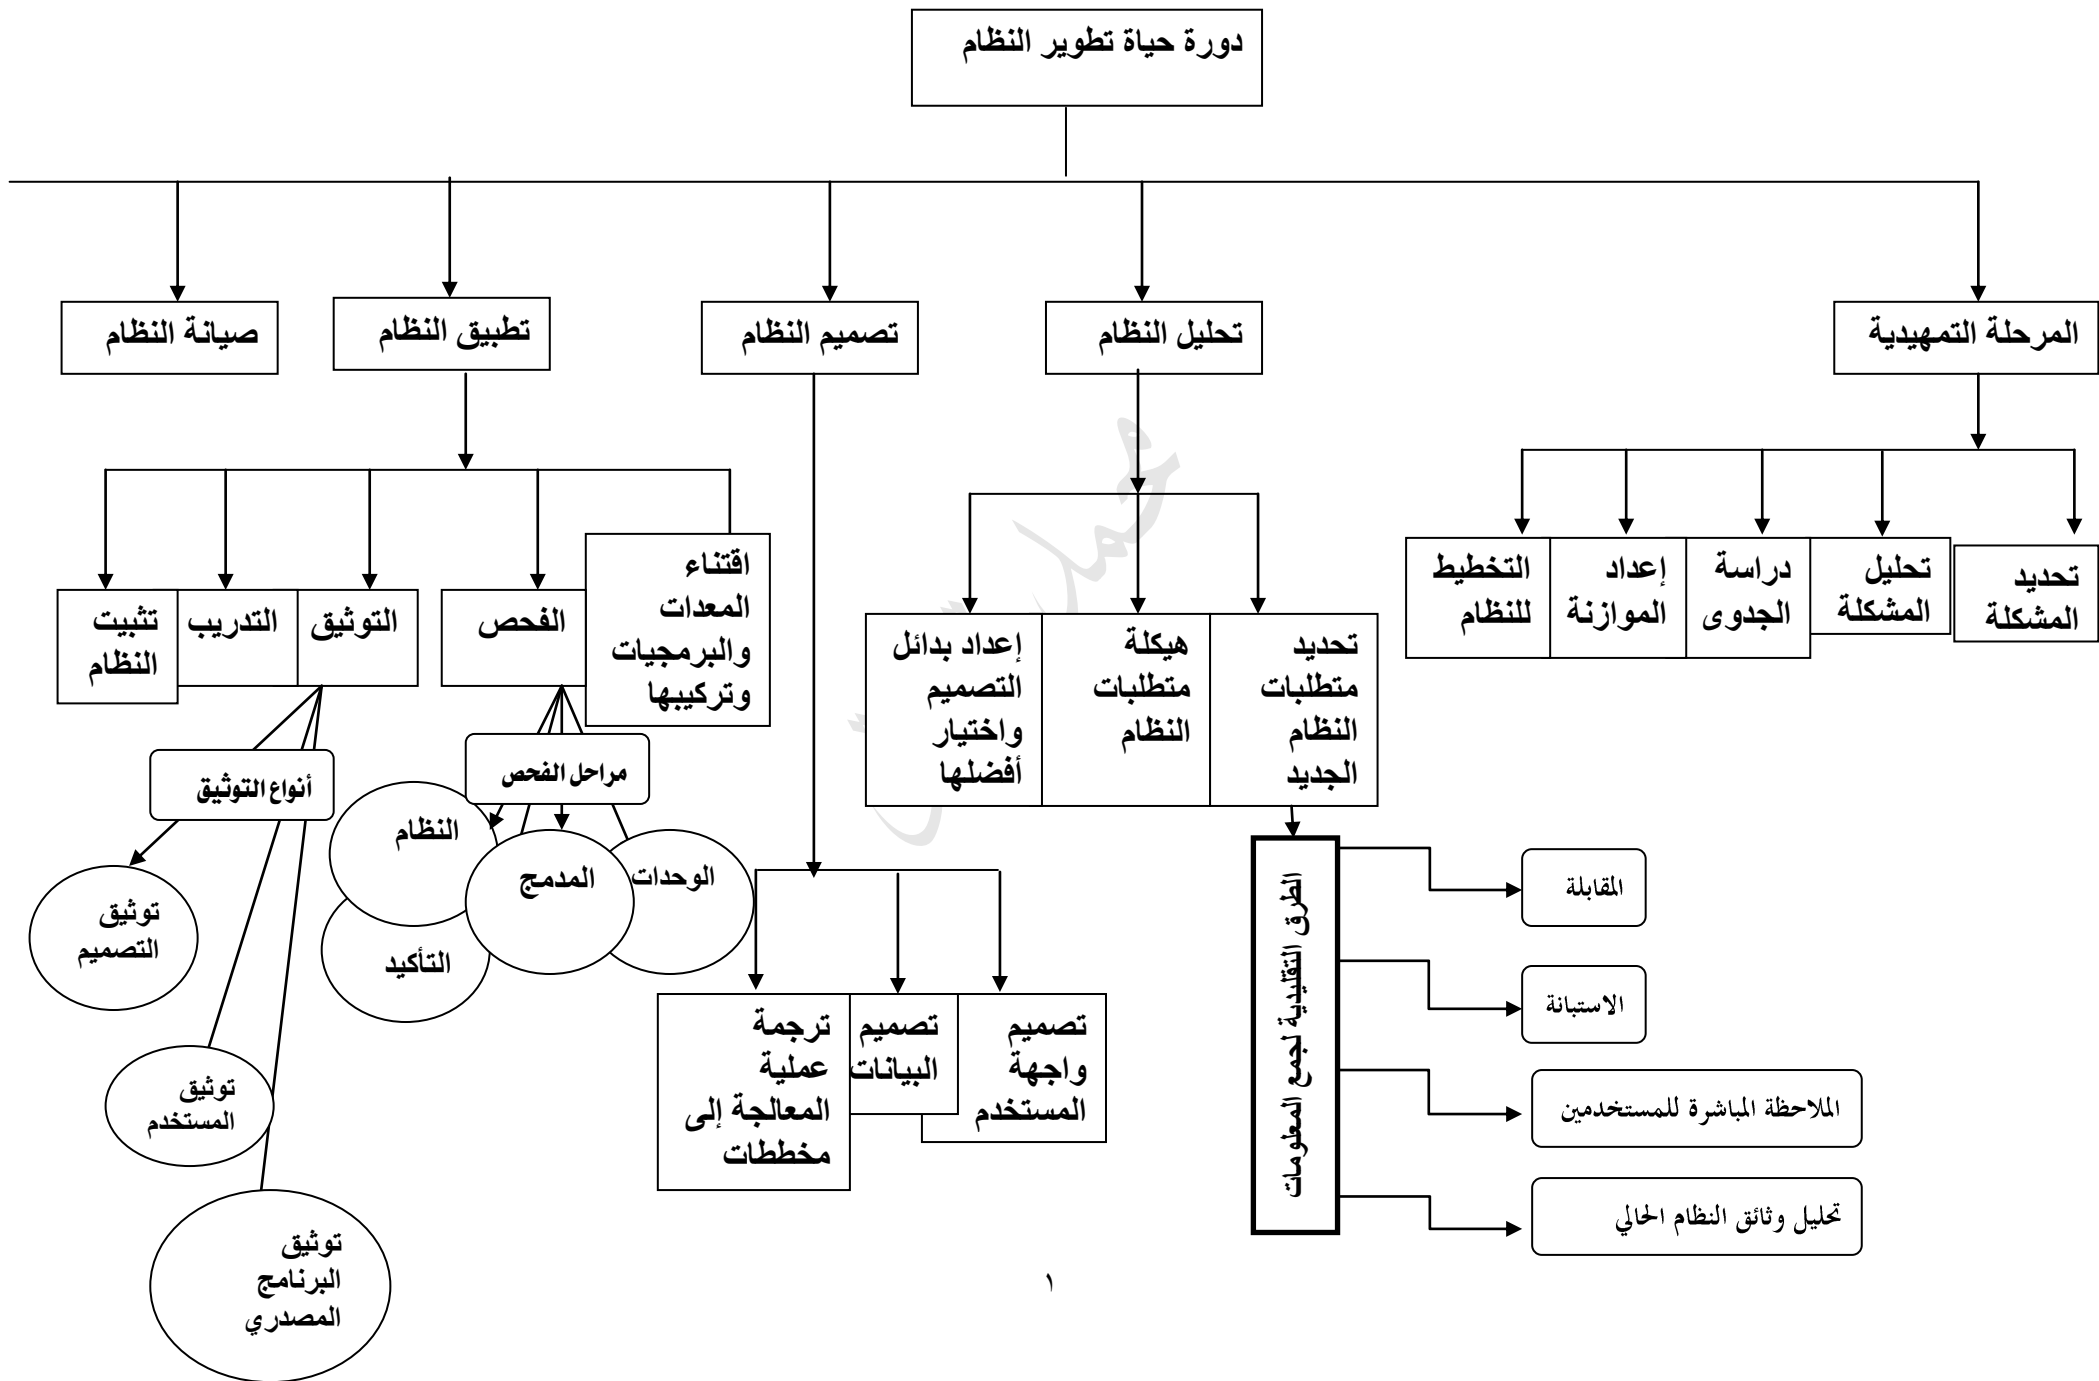 دورة حياة تطوير النظام
المرحلة التمهيدية
تحليل النظام
تصميم النظام
تطبيق النظام
صيانة النظام
تحديد
المشكلة
تحليل
المشكلة
دراسة
الجدوى
إعداد
الموازنة
التخطيط
للنظام
تحديد
متطلبات
النظام
الجديد
هيكلة
متطلبات
النظام
إعداد بدائل
التصميم
واختيار
أفضلها
اقتناء
المعدات
والبرمجيات
وتركيبها
الفحص
التوثيق
التدريب
تثبيت
النظام
مراحل الفحص
أنواع التوثيق
الوحدات
المدمج
النظام
التأكيد
توثيق
التصميم
توثيق
المستخدم
توثيق
البرنامج
المصدري
تصميم
واجهة
المستخدم
تصميم
البيانات
ترجمة
عملية
المعالجة إلى
مخططات
الطرق التقليدية لجمع المعلومات
المقابلة
الاستبانة
الملاحظة المباشرة للمستخدمين
تحليل وثائق النظام الحالي
١